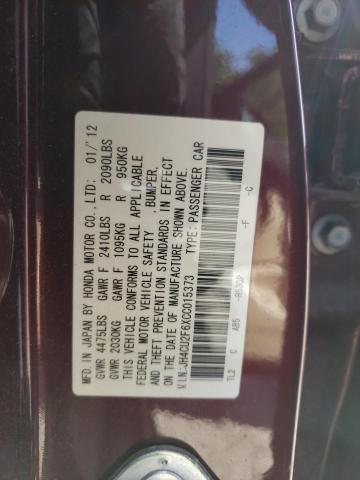 MFD. IN JAPAN BY HONDA MOTOR CO.,LTD: 01/'12
GVWR 4475LBS GAWR F 2410LBS R 2090LBS
GVWR 2030KG GAWR F 1095KG R 950KG
THIS VEHICLE CONFORMS TO ALL APPLICABLE
FEDERAL MOTOR VEHICLE SAFETY, BUMPER,
AND THEFT PREVENTION STANDARDS IN EFFECT
ON THE DATE OF MANUFACTURE SHOWN ABOVE.
V.I.N:JH4CU2F6XCC015373 TYPE: PASSENGER CAR
TL2 C AB5 -F -C